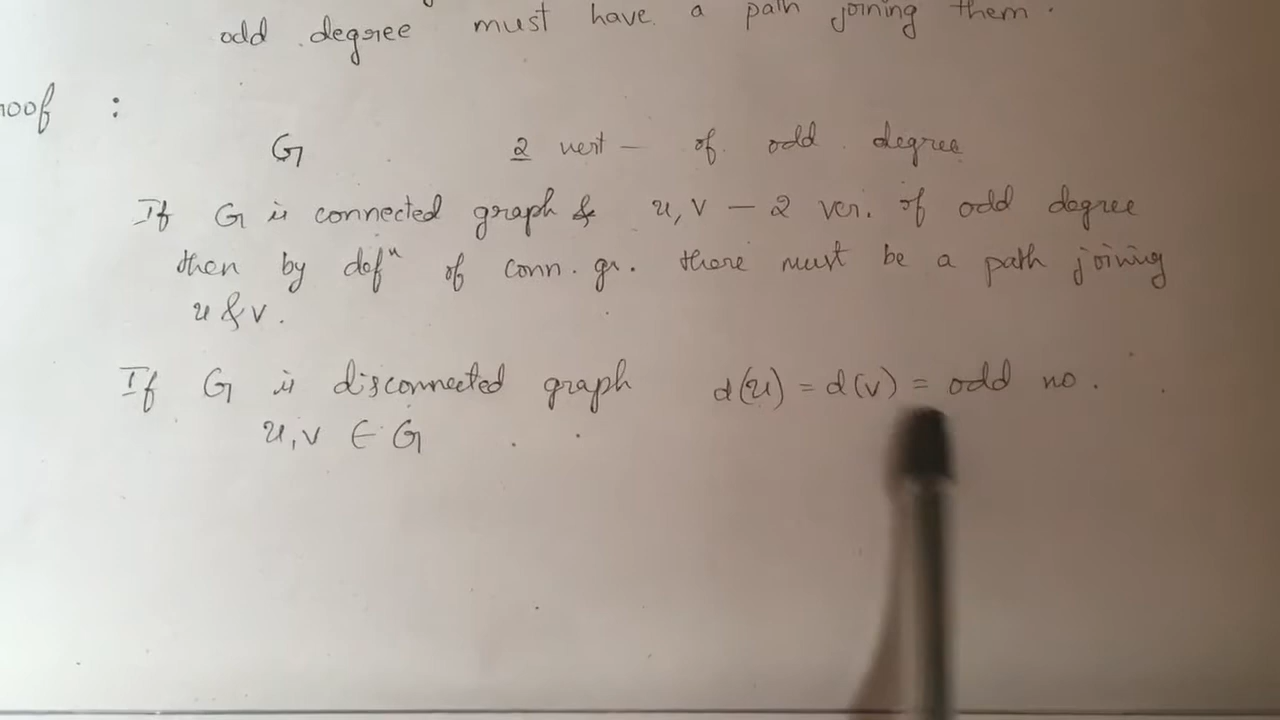 odd degree must have a path joining them.
:
G 2 vert - of odd degree
If G is connected graph & u, v - 2 ver. of odd degree
then by defⁿ of conn. gr. there must be a path joining
u & v.
If G is disconnected graph d(u) = d(v) = odd no.
u, v ∈ G